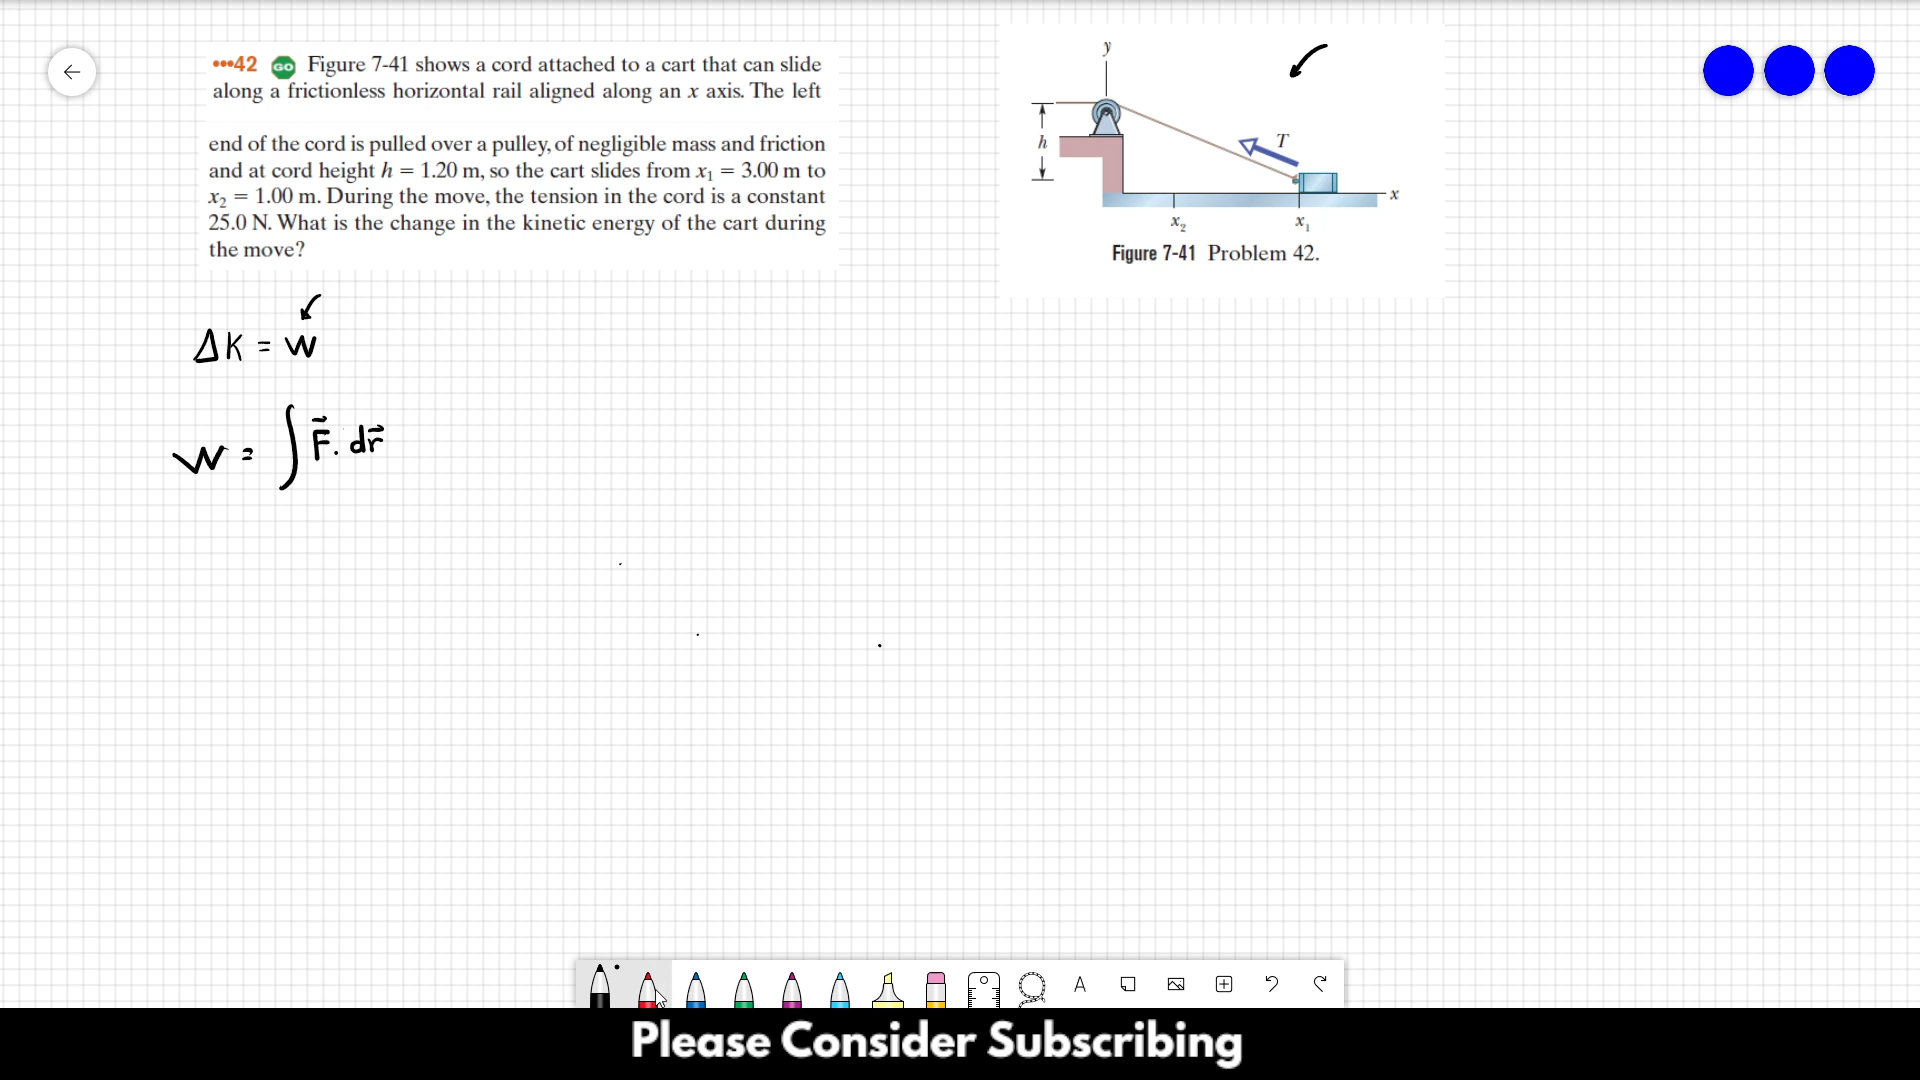 •••42 GO Figure 7-41 shows a cord attached to a cart that can slide
along a frictionless horizontal rail aligned along an x axis. The left
end of the cord is pulled over a pulley, of negligible mass and friction
and at cord height h = 1.20 m, so the cart slides from x₁ = 3.00 m to
x₂ = 1.00 m. During the move, the tension in the cord is a constant
25.0 N. What is the change in the kinetic energy of the cart during
the move?
y
h
T
x
x₂ x₁
Figure 7-41 Problem 42.
ΔK = W
W = ∫ F⃗ . dr⃗
A
Please Consider Subscribing